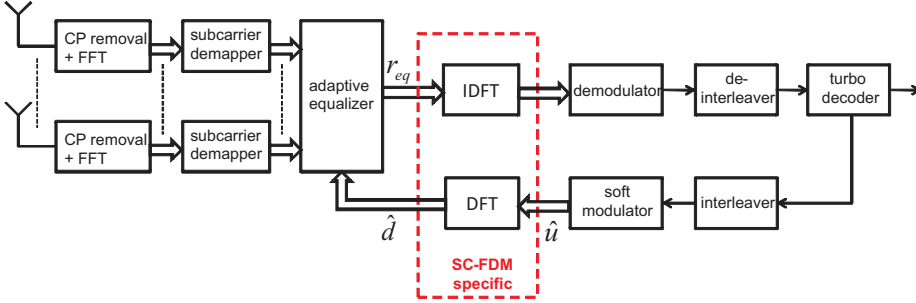 CP removal
+ FFT
subcarrier
demapper
adaptive
equalizer
r_eq
IDFT
demodulator
de-
interleaver
turbo
decoder
CP removal
+ FFT
subcarrier
demapper
d̂
DFT
û
soft
modulator
interleaver
SC-FDM
specific